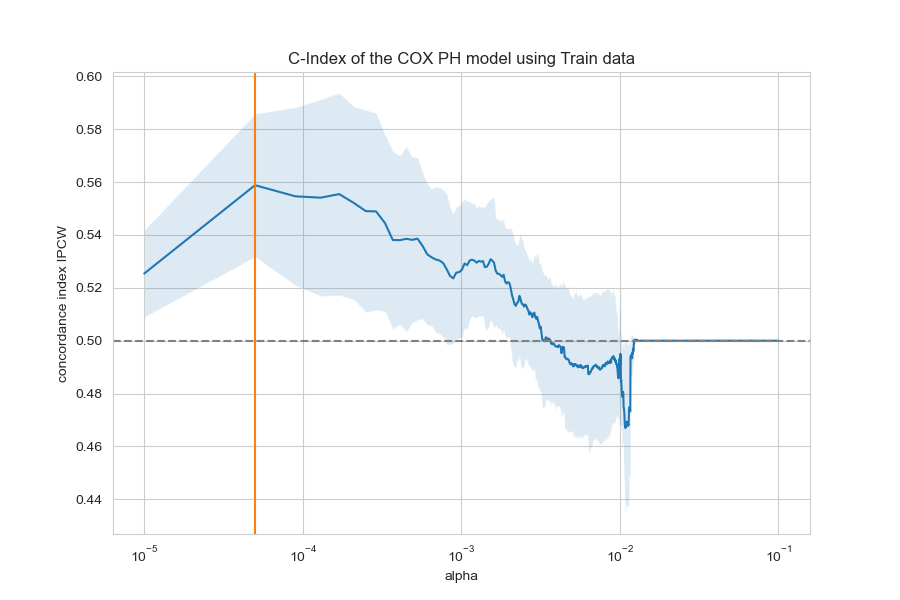 C-Index of the COX PH model using Train data
concordance index IPCW
0.60
0.58
0.56
0.54
0.52
0.50
0.48
0.46
0.44
10⁻⁵ 10⁻⁴ 10⁻³ 10⁻² 10⁻¹
alpha